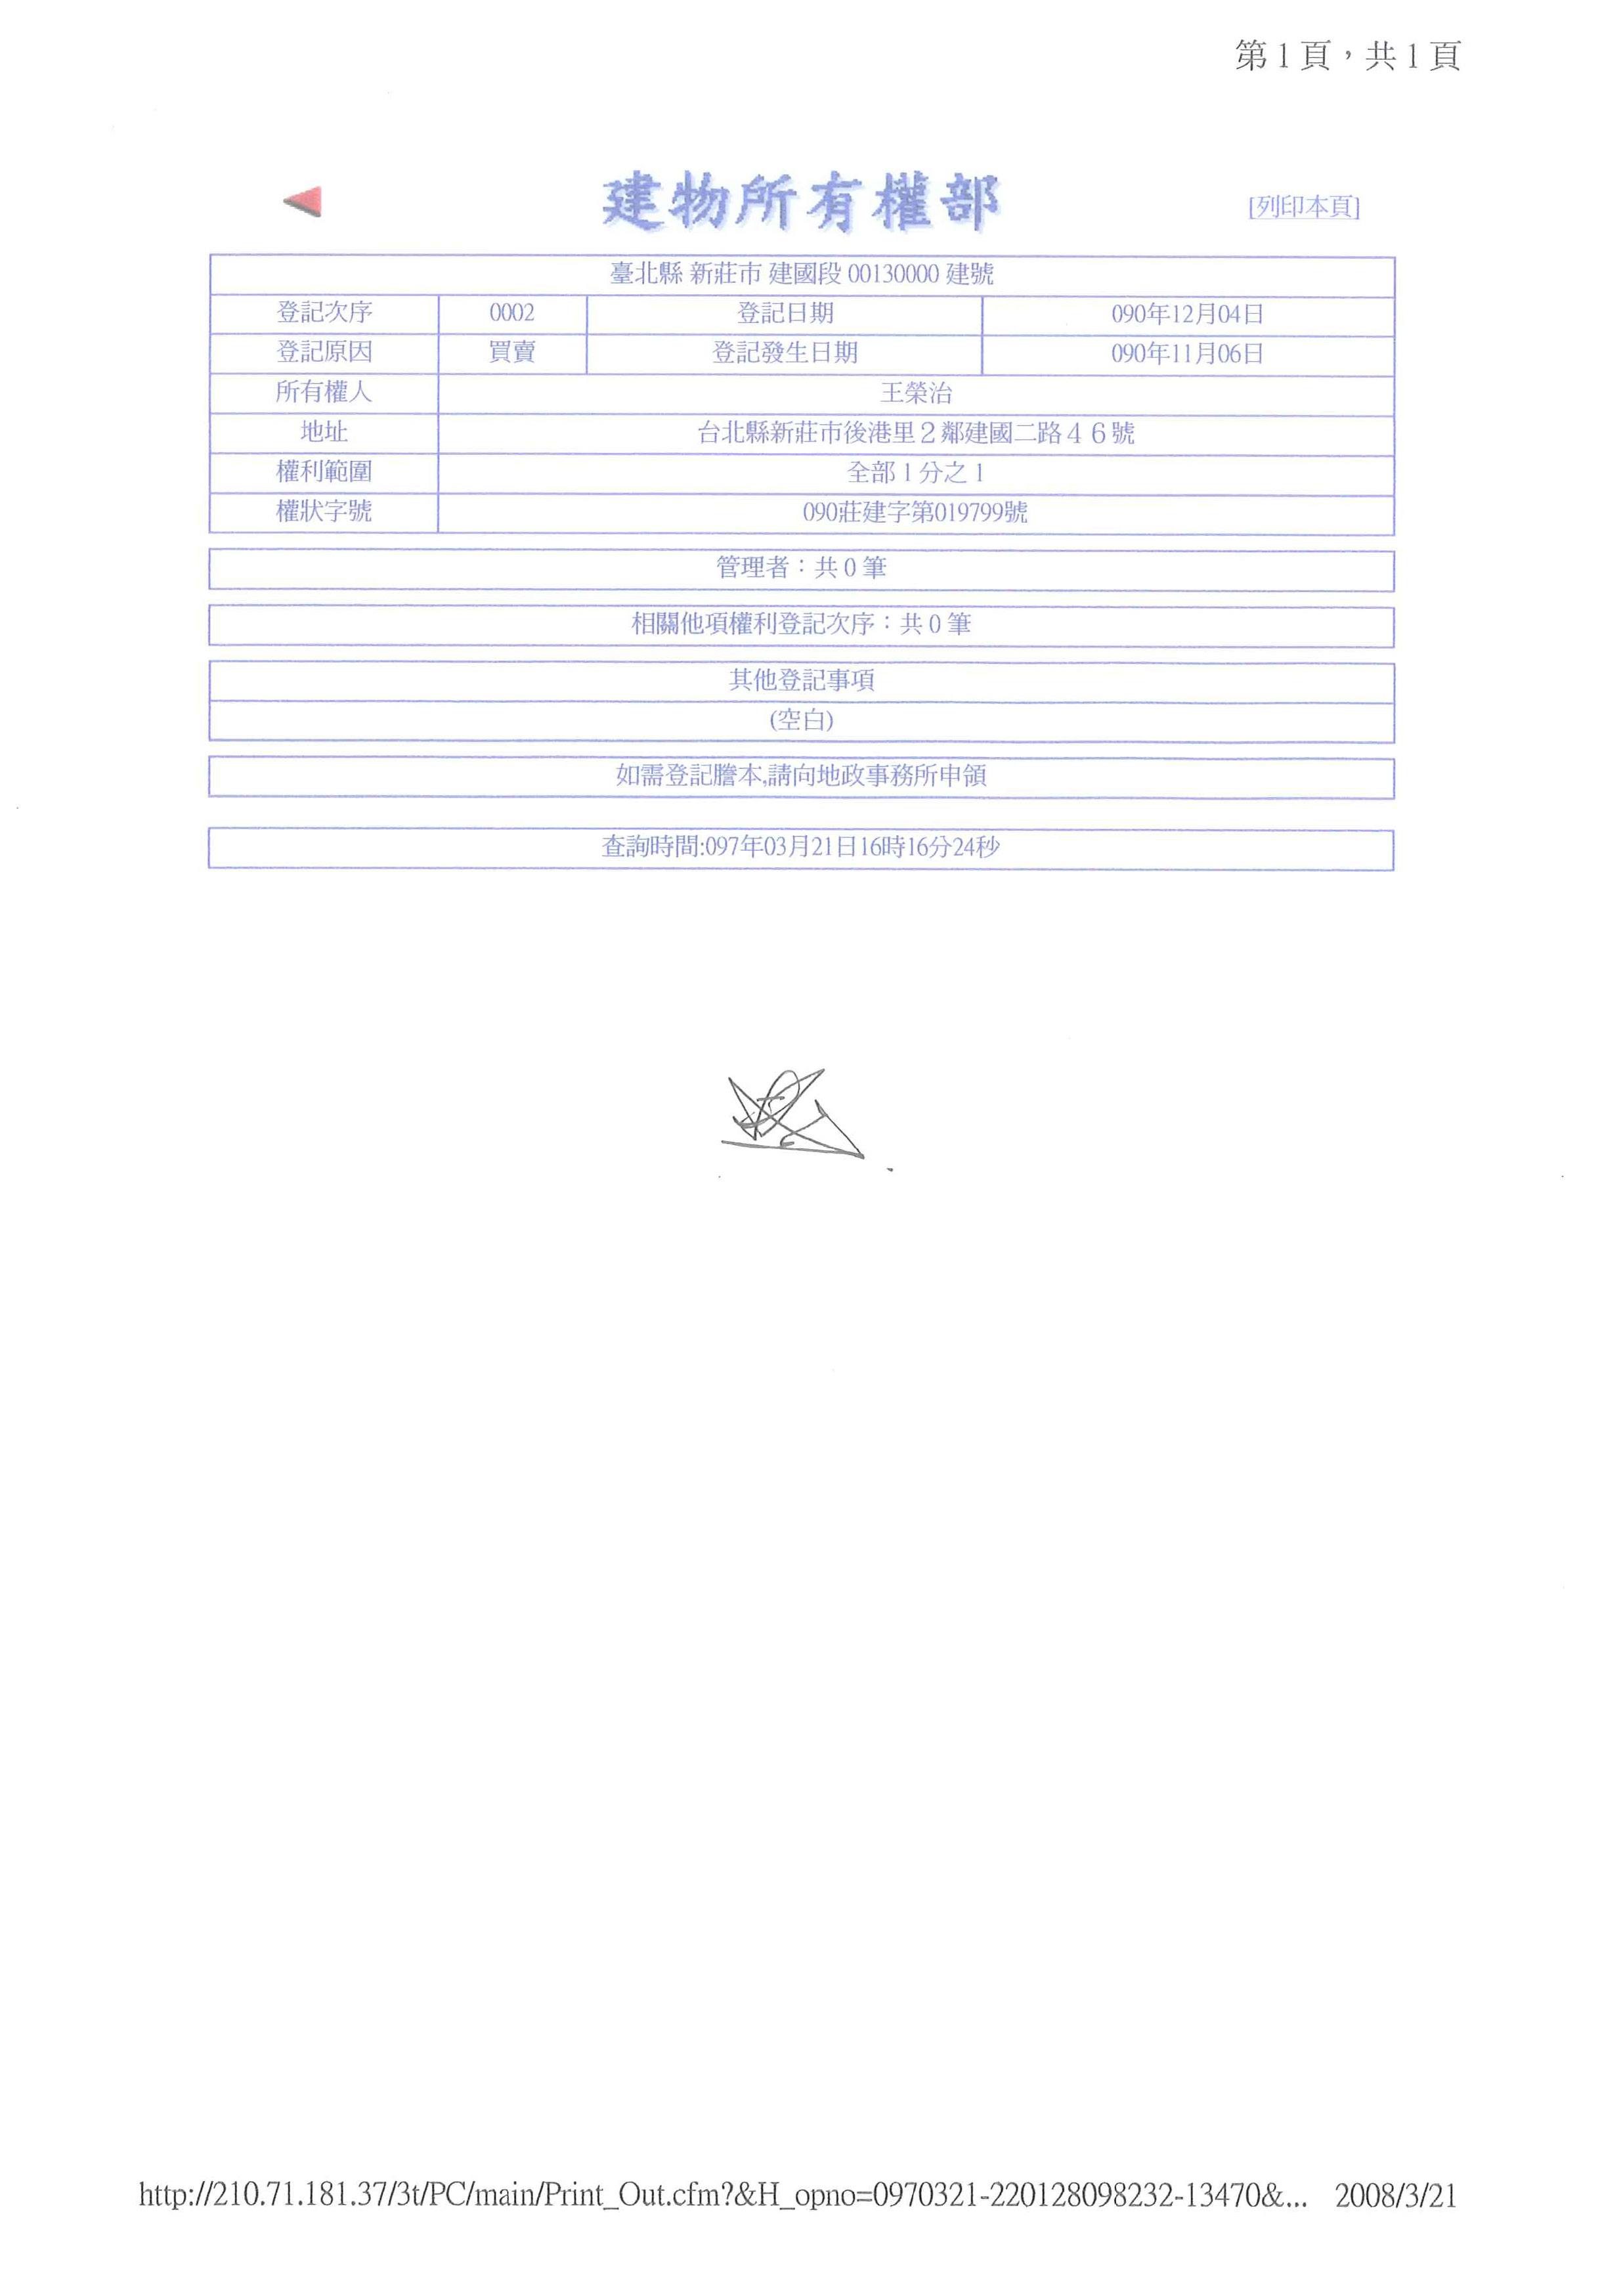 第1頁，共1頁
建物所有權部
[列印本頁]
臺北縣 新莊市 建國段 00130000 建號
登記次序 0002 登記日期 090年12月04日
登記原因 買賣 登記發生日期 090年11月06日
所有權人 王榮治
地址 台北縣新莊市後港里２鄰建國二路４６號
權利範圍 全部 1 分之 1
權狀字號 090莊建字第019799號
管理者：共 0 筆
相關他項權利登記次序：共 0 筆
其他登記事項
(空白)
如需登記謄本,請向地政事務所申領
查詢時間:097年03月21日16時16分24秒
http://210.71.181.37/3t/PC/main/Print_Out.cfm?&H_opno=0970321-220128098232-13470&... 2008/3/21